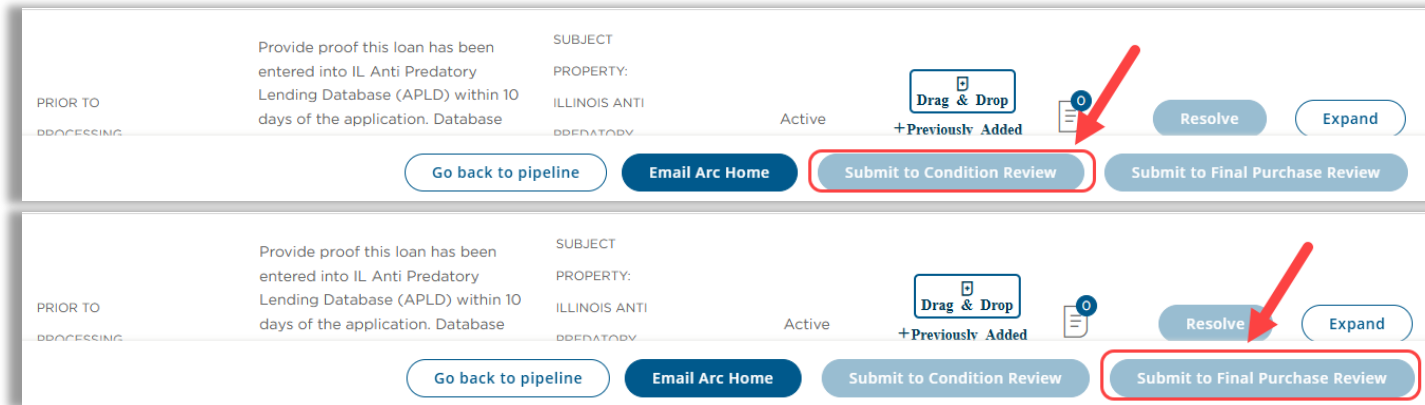 PRIOR TO
PROCESSING
Provide proof this loan has been
entered into IL Anti Predatory
Lending Database (APLD) within 10
days of the application. Database
SUBJECT
PROPERTY:
ILLINOIS ANTI
PREDATORY
Active
Drag & Drop
+Previously Added
0
Resolve
Expand
Go back to pipeline
Email Arc Home
Submit to Condition Review
Submit to Final Purchase Review
PRIOR TO
PROCESSING
Provide proof this loan has been
entered into IL Anti Predatory
Lending Database (APLD) within 10
days of the application. Database
SUBJECT
PROPERTY:
ILLINOIS ANTI
PREDATORY
Active
Drag & Drop
+Previously Added
0
Resolve
Expand
Go back to pipeline
Email Arc Home
Submit to Condition Review
Submit to Final Purchase Review